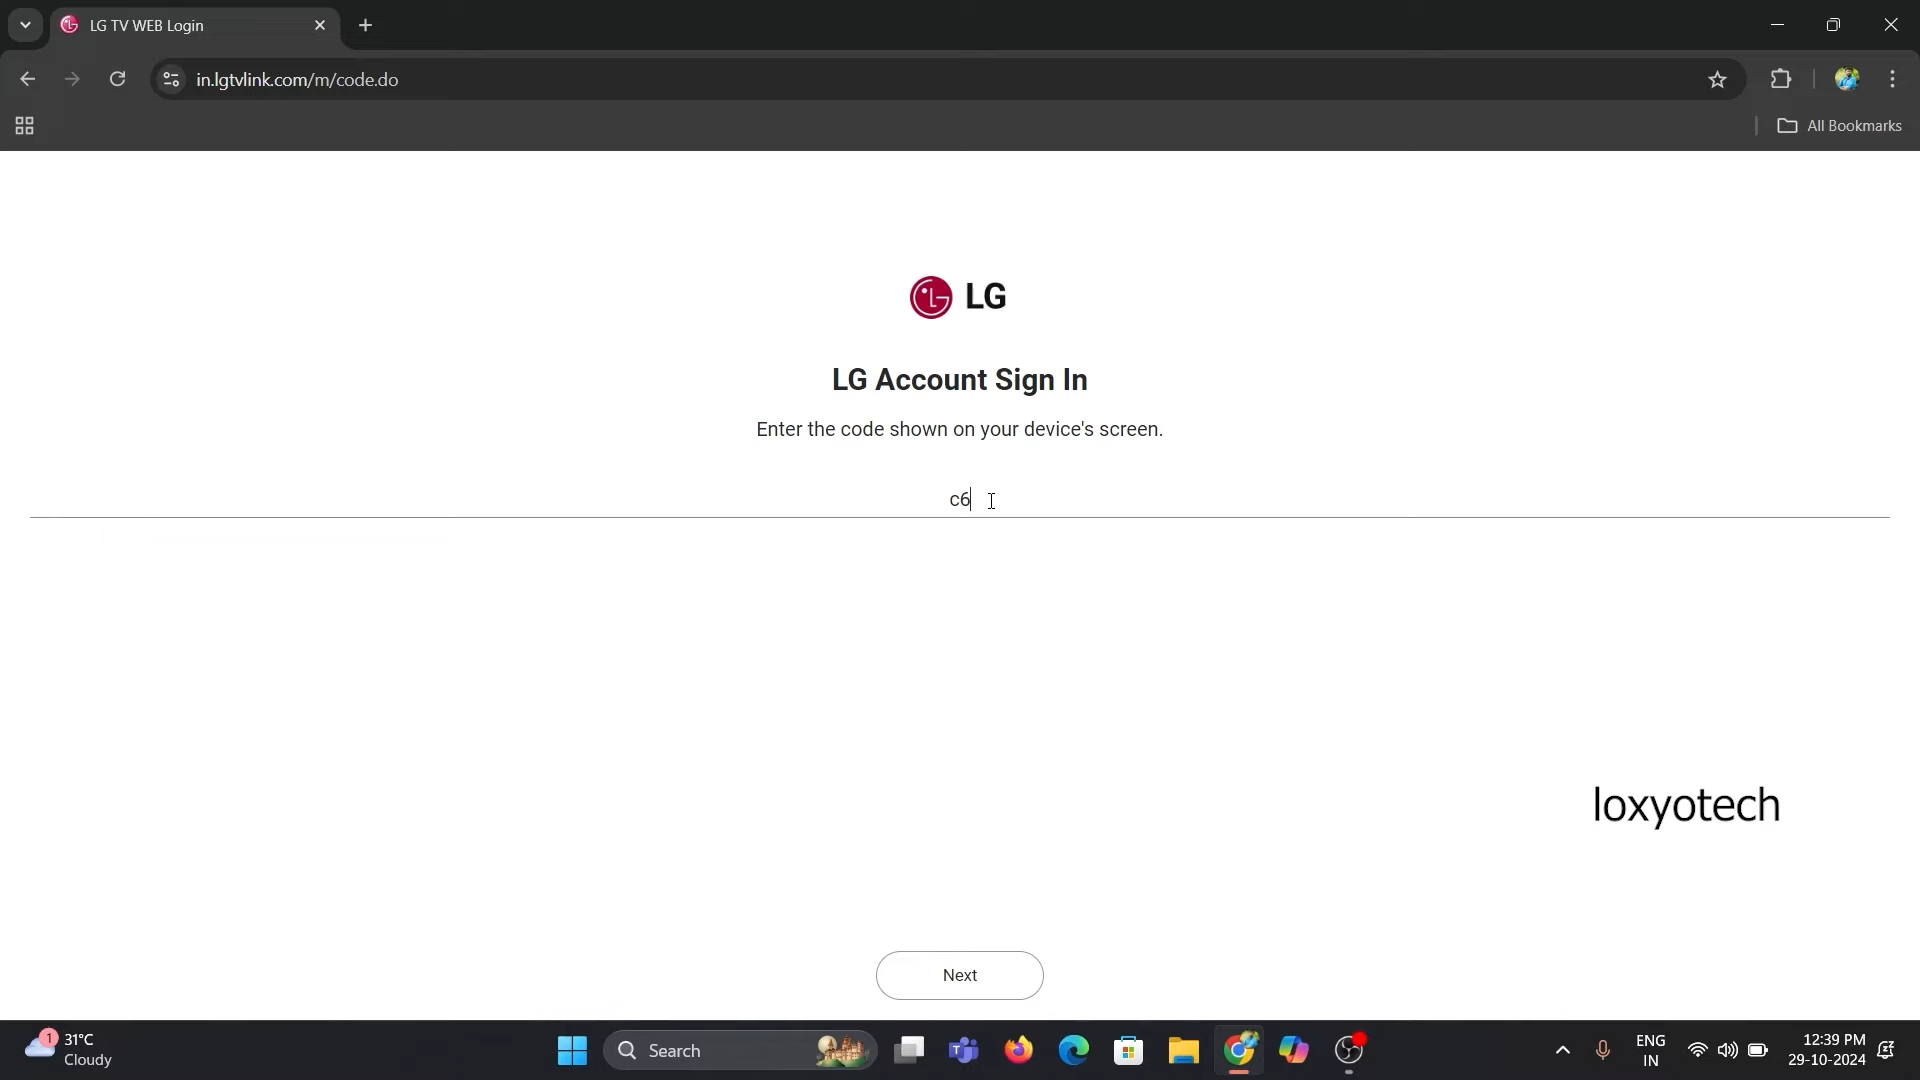 LG TV WEB Login
in.lgtvlink.com/m/code.do
All Bookmarks
LG
LG Account Sign In
Enter the code shown on your device's screen.
c6
loxyotech
Next
1
31°C
Cloudy
Search
ENG
IN
12:39 PM
29-10-2024